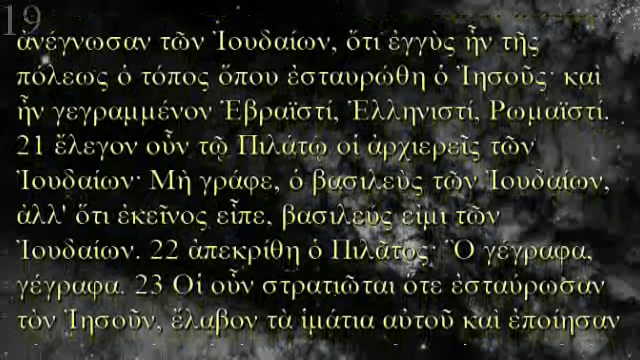 19
ἀνέγνωσαν τῶν Ἰουδαίων, ὅτι ἐγγὺς ἦν τῆς
πόλεως ὁ τόπος ὅπου ἐσταυρώθη ὁ Ἰησοῦς· καὶ
ἦν γεγραμμένον Ἑβραϊστί, Ἑλληνιστί, Ῥωμαϊστί.
21 ἔλεγον οὖν τῷ Πιλάτῳ οἱ ἀρχιερεῖς τῶν
Ἰουδαίων· Μὴ γράφε, ὁ βασιλεὺς τῶν Ἰουδαίων,
ἀλλ' ὅτι ἐκεῖνος εἶπε, βασιλεύς εἰμι τῶν
Ἰουδαίων. 22 ἀπεκρίθη ὁ Πιλᾶτος· Ὃ γέγραφα,
γέγραφα. 23 Οἱ οὖν στρατιῶται ὅτε ἐσταύρωσαν
τὸν Ἰησοῦν, ἔλαβον τὰ ἱμάτια αὐτοῦ καὶ ἐποίησαν